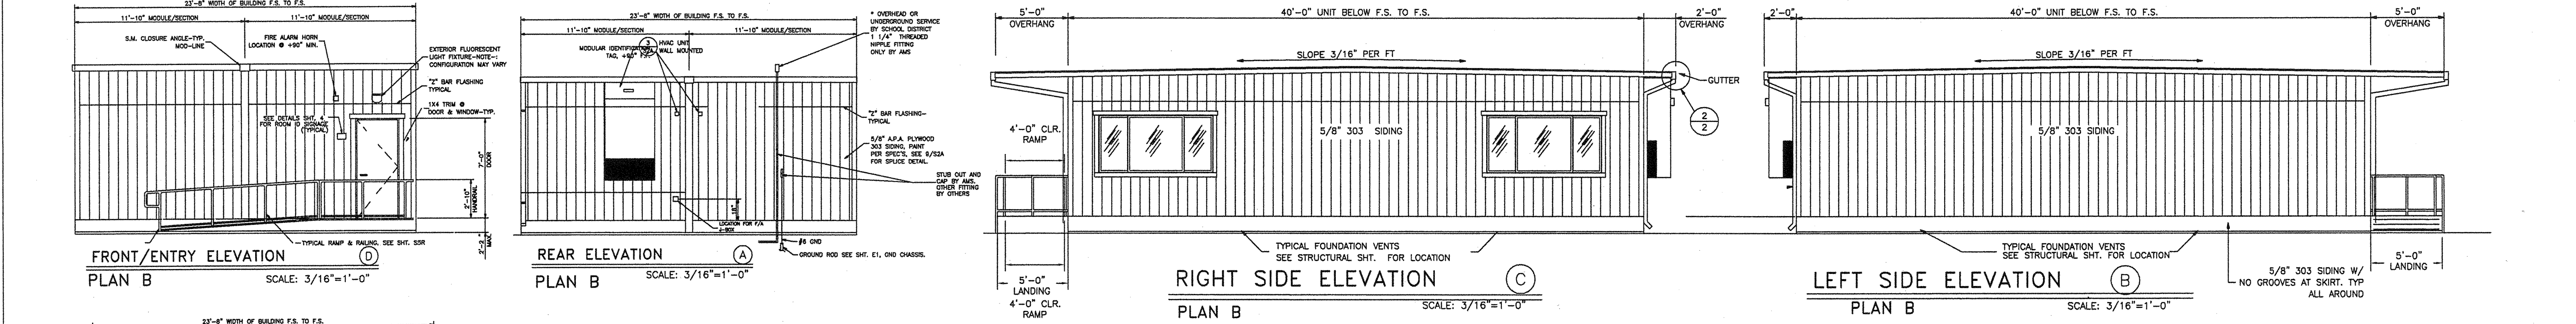 23'-8" WIDTH OF BUILDING F.S. TO F.S.
11'-10" MODULE/SECTION
11'-10" MODULE/SECTION
S.M. CLOSURE ANGLE-TYP.
MOD-LINE
FIRE ALARM HORN
LOCATION @ +90" MIN.
EXTERIOR FLUORESCENT
LIGHT FIXTURE-NOTE-:
CONFIGURATION MAY VARY
"Z" BAR FLASHING
TYPICAL
1X4 TRIM @
DOOR & WINDOW-TYP.
SEE DETAILS SHT. 4
FOR ROOM ID SIGNAGE
(TYPICAL)
7'-0"
DOOR
2'-10"
HANDRAIL
2'-2"
MAX.
TYPICAL RAMP & RAILING, SEE SHT. SSR
FRONT/ENTRY ELEVATION
D
PLAN B
SCALE: 3/16"=1'-0"
23'-8" WIDTH OF BUILDING F.S. TO F.S.
23'-8" WIDTH OF BUILDING F.S. TO F.S.
11'-10" MODULE/SECTION
11'-10" MODULE/SECTION
MODULAR IDENTIFICATION
TAG,
3
HVAC UNIT
WALL MOUNTED
* OVERHEAD OR
UNDERGROUND SERVICE
BY SCHOOL DISTRICT
1 1/4" THREADED
NIPPLE FITTING
ONLY BY AMS
"Z" BAR FLASHING-
TYPICAL
5/8" A.P.A. PLYWOOD
303 SIDING, PAINT
PER SPEC'S, SEE 9/S2A
FOR SPLICE DETAIL.
STUB OUT AND
CAP BY AMS.
OTHER FITTING
BY OTHERS
18"
LOCATION FOR F/A
J-BOX
#6 GND
GROUND ROD SEE SHT. E1, GND CHASSIS.
REAR ELEVATION
A
PLAN B
SCALE: 3/16"=1'-0"
5'-0"
OVERHANG
40'-0" UNIT BELOW F.S. TO F.S.
2'-0"
OVERHANG
SLOPE 3/16" PER FT
GUTTER
2
2
4'-0" CLR.
RAMP
5/8" 303 SIDING
TYPICAL FOUNDATION VENTS
SEE STRUCTURAL SHT. FOR LOCATION
5'-0"
LANDING
4'-0" CLR.
RAMP
RIGHT SIDE ELEVATION
C
PLAN B
SCALE: 3/16"=1'-0"
2'-0"
40'-0" UNIT BELOW F.S. TO F.S.
5'-0"
OVERHANG
SLOPE 3/16" PER FT
5/8" 303 SIDING
TYPICAL FOUNDATION VENTS
SEE STRUCTURAL SHT. FOR LOCATION
5'-0"
LANDING
5/8" 303 SIDING W/
NO GROOVES AT SKIRT. TYP
ALL AROUND
LEFT SIDE ELEVATION
B
PLAN B
SCALE: 3/16"=1'-0"